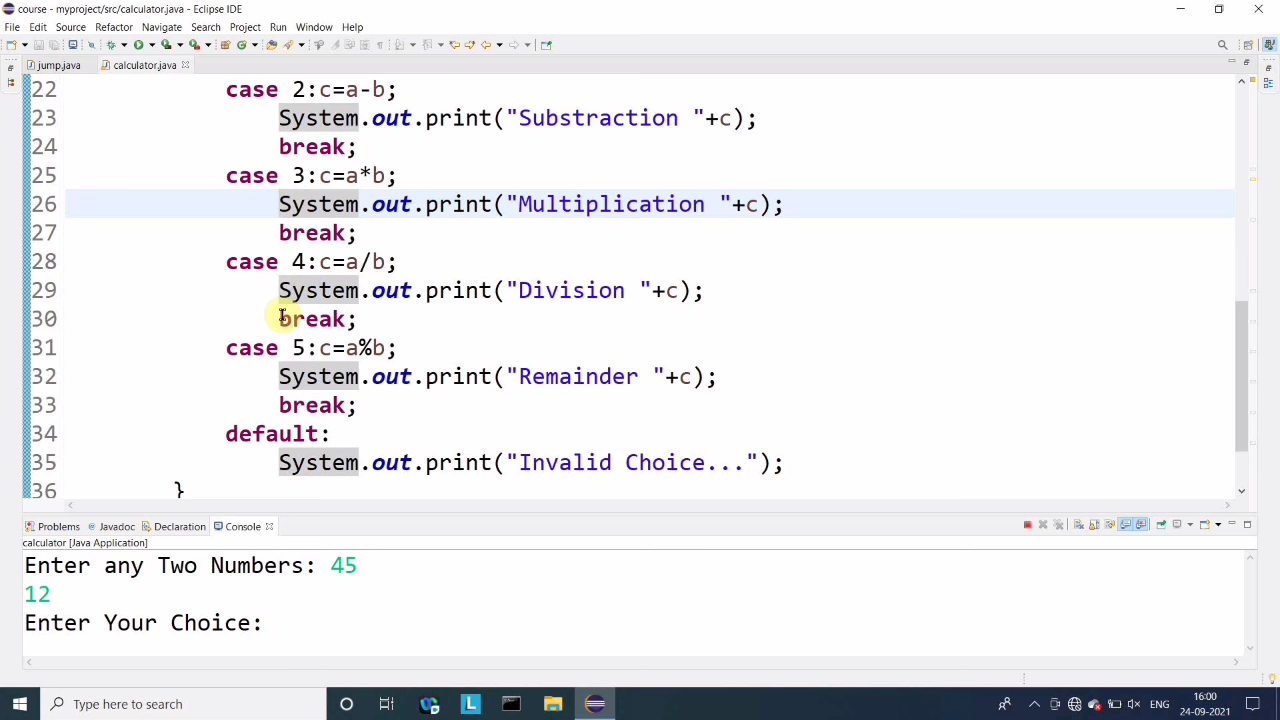 course - myproject/src/calculator.java - Eclipse IDE
File Edit Source Refactor Navigate Search Project Run Window Help
jump.java calculator.java
22 case 2:c=a-b;
23 System.out.print("Substraction "+c);
24 break;
25 case 3:c=a*b;
26 System.out.print("Multiplication "+c);
27 break;
28 case 4:c=a/b;
29 System.out.print("Division "+c);
30 break;
31 case 5:c=a%b;
32 System.out.print("Remainder "+c);
33 break;
34 default:
35 System.out.print("Invalid Choice...");
36 }
Problems Javadoc Declaration Console
calculator [Java Application]
Enter any Two Numbers: 45
12
Enter Your Choice:
Type here to search L ENG 16:00
24-09-2021